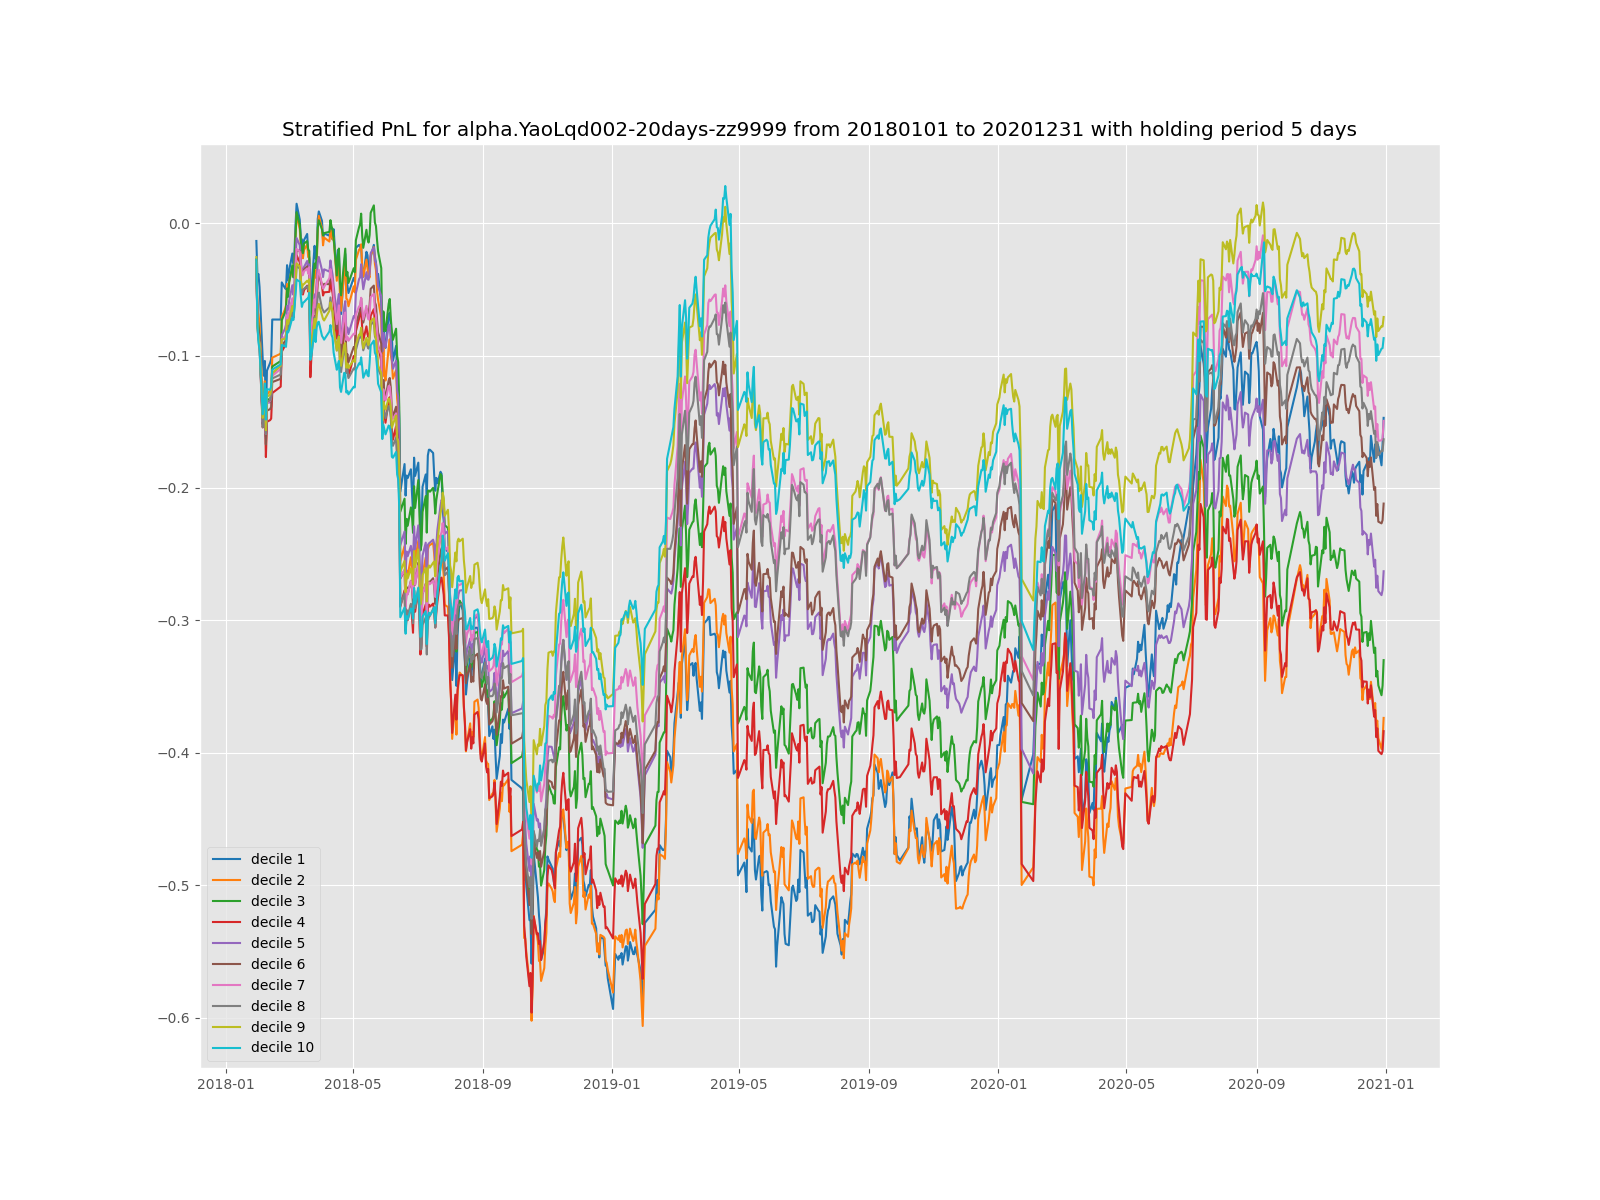 Stratified PnL for alpha.YaoLqd002-20days-zz9999 from 20180101 to 20201231 with holding period 5 days
0.0
−0.1
−0.2
−0.3
−0.4
−0.5
−0.6
decile 1
decile 2
decile 3
decile 4
decile 5
decile 6
decile 7
decile 8
decile 9
decile 10
2018-01 2018-05 2018-09 2019-01 2019-05 2019-09 2020-01 2020-05 2020-09 2021-01